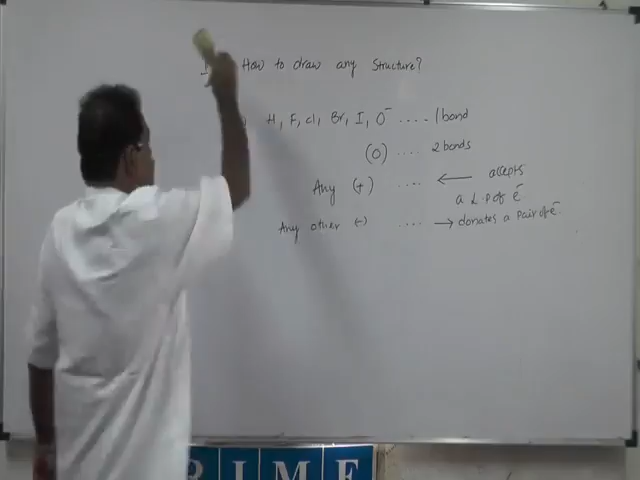 How to draw any Structure?
H, F, Cl, Br, I, O⁻ .... 1 bond
(O) .... 2 bonds
Any (+) .... ← accepts
a L.P of e⁻
Any other (-) .... → donates a pair of e⁻
RIME